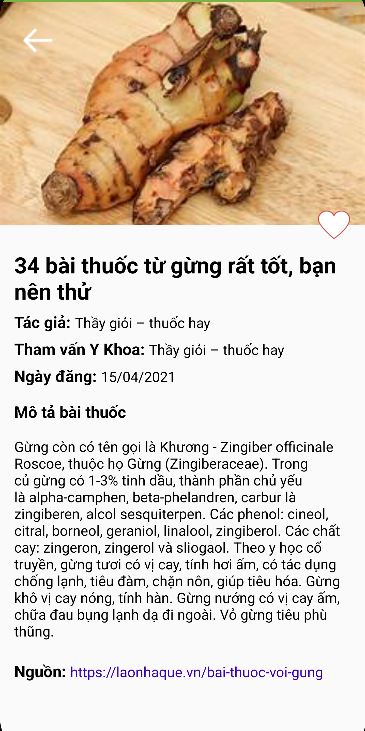 34 bài thuốc từ gừng rất tốt, bạn
nên thử
Tác giả: Thầy giỏi – thuốc hay
Tham vấn Y Khoa: Thầy giỏi – thuốc hay
Ngày đăng: 15/04/2021
Mô tả bài thuốc
Gừng còn có tên gọi là Khương - Zingiber officinale
Roscoe, thuộc họ Gừng (Zingiberaceae). Trong
củ gừng có 1-3% tinh dầu, thành phần chủ yếu
là alpha-camphen, beta-phelandren, carbur là
zingiberen, alcol sesquiterpen. Các phenol: cineol,
citral, borneol, geraniol, linalool, zingiberol. Các chất
cay: zingeron, zingerol và sliogaol. Theo y học cổ
truyền, gừng tươi có vị cay, tính hơi ấm, có tác dụng
chống lạnh, tiêu đàm, chặn nôn, giúp tiêu hóa. Gừng
khô vị cay nóng, tính hàn. Gừng nướng có vị cay ấm,
chữa đau bụng lạnh dạ đi ngoài. Vỏ gừng tiêu phù
thũng.
Nguồn: https://laonhaque.vn/bai-thuoc-voi-gung